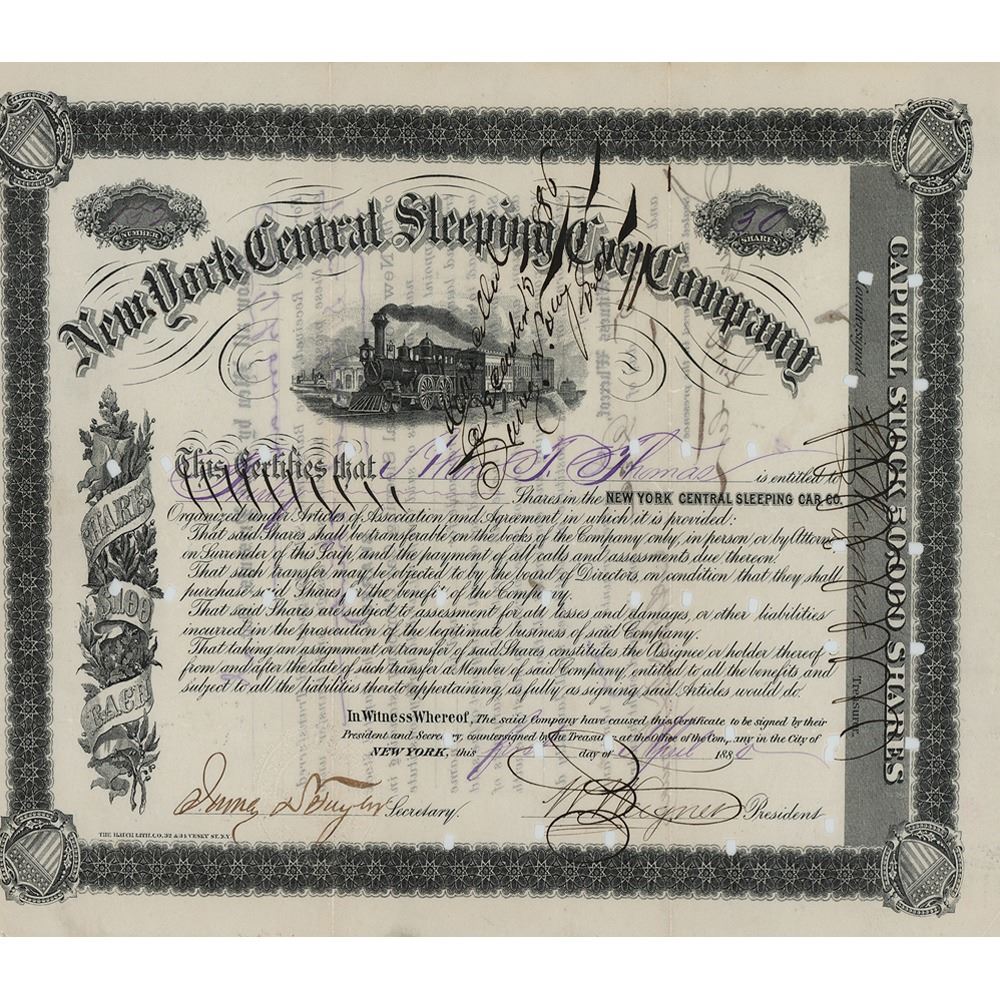 NUMBER
30
SHARES
New York Central Sleeping Car Company
1886
SHARES
$100
EACH
CAPITAL STOCK 30,000 SHARES
Countersigned
Treasurer.
This Certifies that Wm. F. Thomas is entitled to
Shares in the NEW YORK CENTRAL SLEEPING CAR CO.
Organized under Articles of Association and Agreement in which it is provided:
That said Shares shall be transferable on the books of the Company only, in person or by Attorney
on Surrender of this Scrip, and the payment of all calls and assessments due thereon.
That such transfer may be objected to by the board of Directors, on condition that they shall
purchase said Shares, for the benefit of the Company.
That said Shares are subject to assessment for all losses and damages, or other liabilities
incurred in the prosecution of the legitimate business of said Company.
That taking an assignment or transfer of said Shares constitutes the Assignee or holder thereof
from and after the date of such transfer a Member of said Company, entitled to all the benefits, and
subject to all the liabilities thereto appertaining, as fully as signing said Articles would do.
In Witness Whereof, The said Company have caused this Certificate to be signed by their
President and Secretary, countersigned by the Treasurer at the Office of the Company in the City of
NEW YORK, this first day of April 188
Secretary.
W. Wagner President
THE HATCH LITH. CO. 32 & 34 VESEY ST. N.Y.